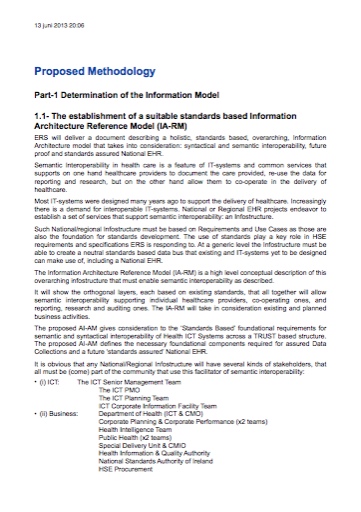 13 juni 2013 20:06
Proposed Methodology
Part-1 Determination of the Information Model
1.1- The establishment of a suitable standards based Information
Architecture Reference Model (IA-RM)
ERS will deliver a document describing a holistic, standards based, overarching, Information
Architecture model that takes into consideration: syntactical and semantic interoperability, future
proof and standards assured National EHR.
Semantic Interoperability in health care is a feature of IT-systems and common services that
supports on one hand healthcare providers to document the care provided, re-use the data for
reporting and research, but on the other hand allow them to co-operate in the delivery of
healthcare.
Most IT-systems were designed many years ago to support the delivery of healthcare. Increasingly
there is a demand for interoperable IT-systems. National or Regional EHR projects endeavor to
establish a set of services that support semantic interoperability: an Infostructure.
Such National/regional Infostructure must be based on Requirements and Use Cases as those are
also the foundation for standards development. The use of standards play a key role in HSE
requirements and specifications ERS is responding to. At a generic level the Infostructure must be
able to create a neutral standards based data bus that existing and IT-systems yet to be designed
can make use of, including a National EHR.
The Information Architecture Reference Model (IA-RM) is a high level conceptual description of this
overarching infostructure that must enable semantic interoperability as described.
It will show the orthogonal layers, each based on existing standards, that all together will allow
semantic interoperability supporting individual healthcare providers, co-operating ones, and
reporting, research and auditing ones. The IA-RM will take in consideration existing and planned
business activities.
The proposed AI-AM gives consideration to the 'Standards Based' foundational requirements for
semantic and syntactical interoperability of Health ICT Systems across a TRUST based structure.
The proposed AI-AM defines the necessary foundational components required for assured Data
Collections and a future 'standards assured' National EHR.
It is obvious that any National/Regional Infostructure will have several kinds of stakeholders, that
all must be (come) part of the community that use this facilitator of semantic interoperability:
• (i) ICT: The ICT Senior Management Team
The ICT PMO
The ICT Planning Team
ICT Corporate Information Facility Team
• (ii) Business: Department of Health (ICT & CMO)
Corporate Planning & Corporate Performance (x2 teams)
Health Intelligence Team
Public Health (x2 teams)
Special Delivery Unit & CMIO
Health Information & Quality Authority
National Standards Authority of Ireland
HSE Procurement